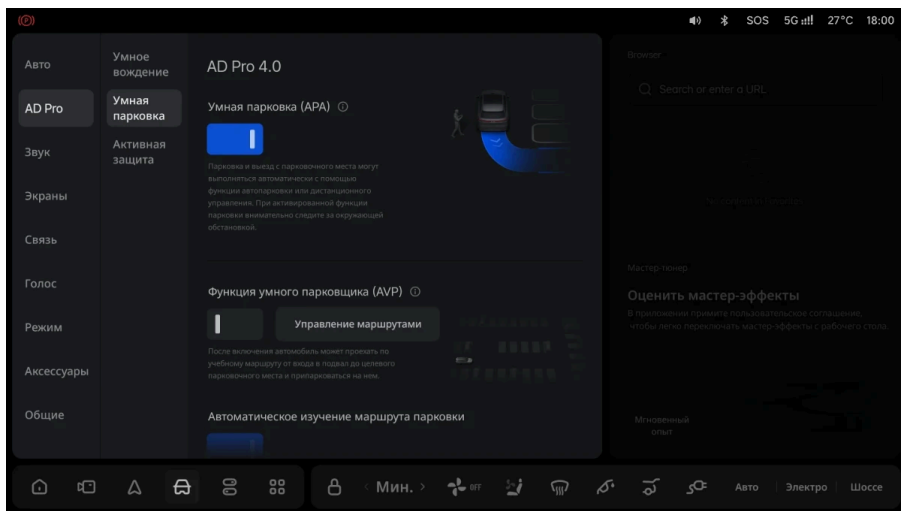 SOS
5G
27°C
18:00
Авто
AD Pro
Звук
Экраны
Связь
Голос
Режим
Аксессуары
Общие
Умное
вождение
Умная
парковка
Активная
защита
AD Pro 4.0
Умная парковка (APA)
Парковка и выезд с парковочного места могут
выполняться автоматически с помощью
функции автопарковки или дистанционного
управления. При активированной функции
парковки внимательно следите за окружающей
обстановкой.
Функция умного парковщика (AVP)
Управление маршрутами
После включения автомобиль может проехать по
учебному маршруту от входа в подвал до целевого
парковочного места и припарковаться на нем.
Автоматическое изучение маршрута парковки
Browser
Search or enter a URL
Мастер-тюнер
Оценить мастер-эффекты
В приложении примите пользовательское соглашение,
чтобы легко переключать мастер-эффекты с рабочего стола
Мгновенный
опыт
< Мин. >
OFF
Авто
Электро
Шоссе